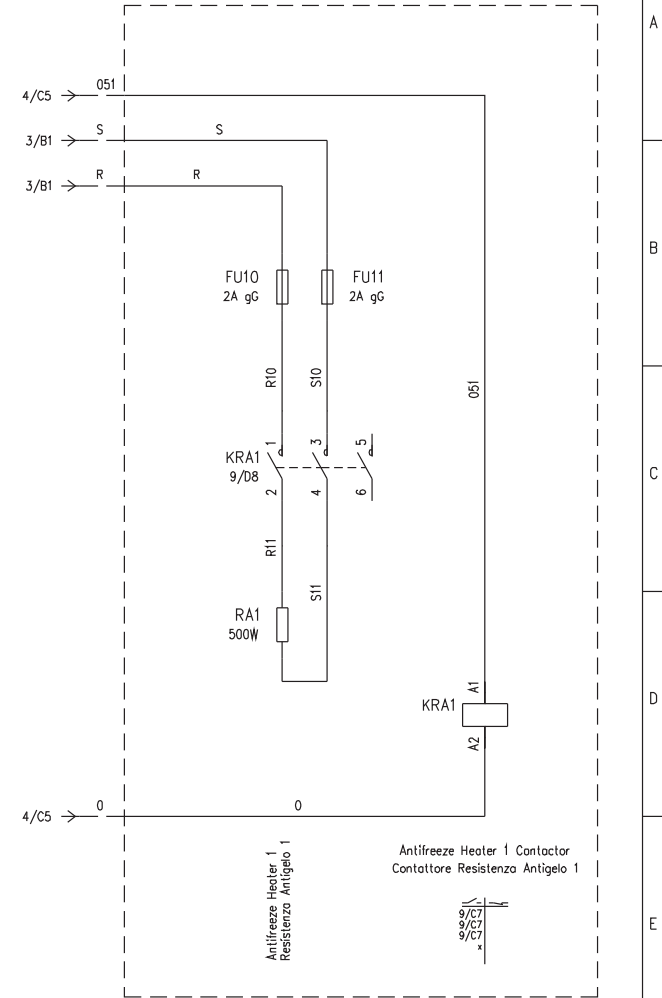 A
051
4/C5
S
S
3/B1
R
R
3/B1
B
FU10
FU11
2A gG
2A gG
R10
S10
051
1
3
5
KRA1
9/D8
C
2
4
6
R11
S11
RA1
500W
A1
KRA1
D
A2
0
0
4/C5
Antifreeze Heater 1
Resistenza Antigelo 1
Antifreeze Heater 1 Contactor
Contattore Resistenza Antigelo 1
9/C7
9/C7
9/C7
x
E